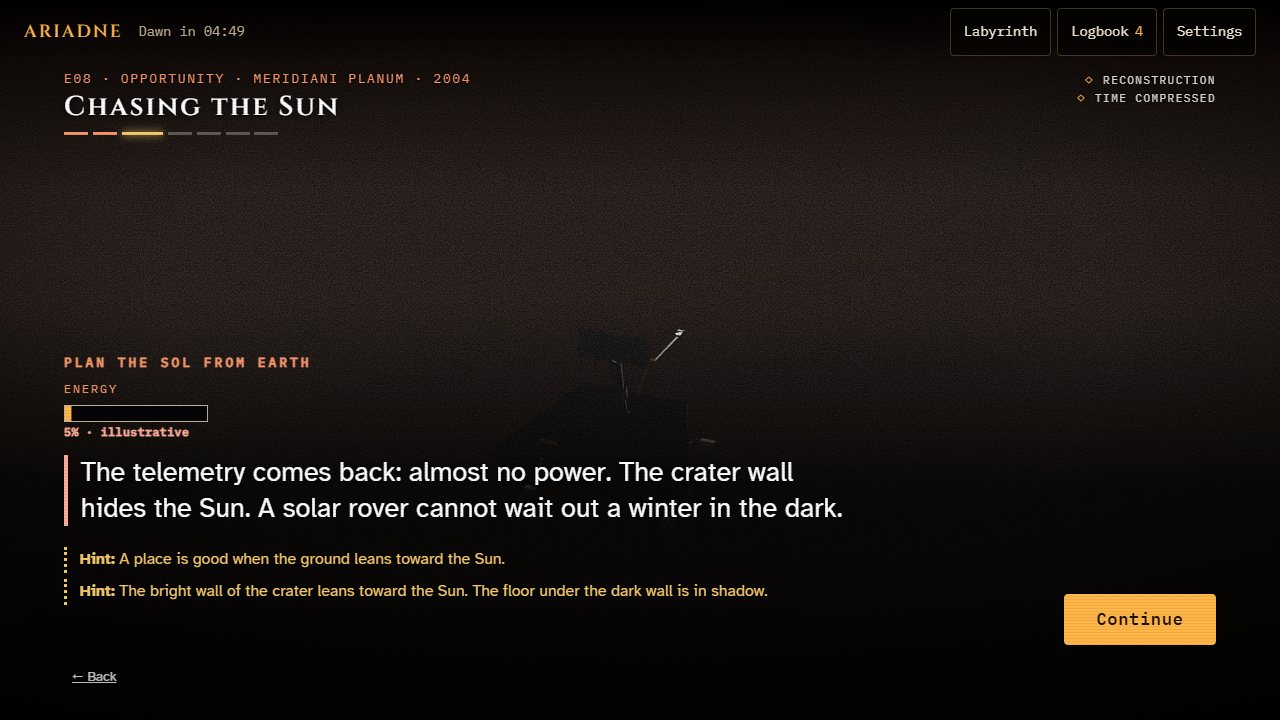 ARIADNE Dawn in 04:49 Labyrinth Logbook 4 Settings
E08 · OPPORTUNITY · MERIDIANI PLANUM · 2004
Chasing the Sun
◇ RECONSTRUCTION
◇ TIME COMPRESSED
PLAN THE SOL FROM EARTH
ENERGY
5% · illustrative
The telemetry comes back: almost no power. The crater wall
hides the Sun. A solar rover cannot wait out a winter in the dark.
Hint: A place is good when the ground leans toward the Sun.
Hint: The bright wall of the crater leans toward the Sun. The floor under the dark wall is in shadow.
Continue
← Back